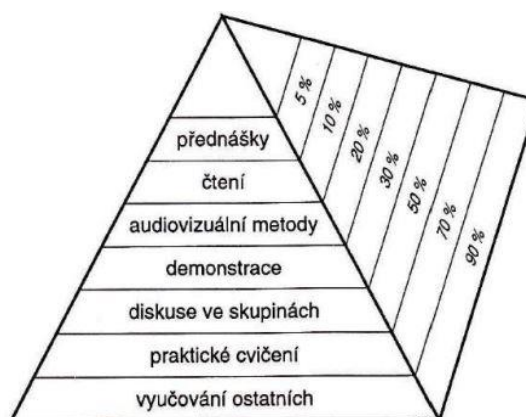 přednášky
čtení
audiovizuální metody
demonstrace
diskuse ve skupinách
praktické cvičení
vyučování ostatních
5 %
10 %
20 %
30 %
50 %
70 %
90 %